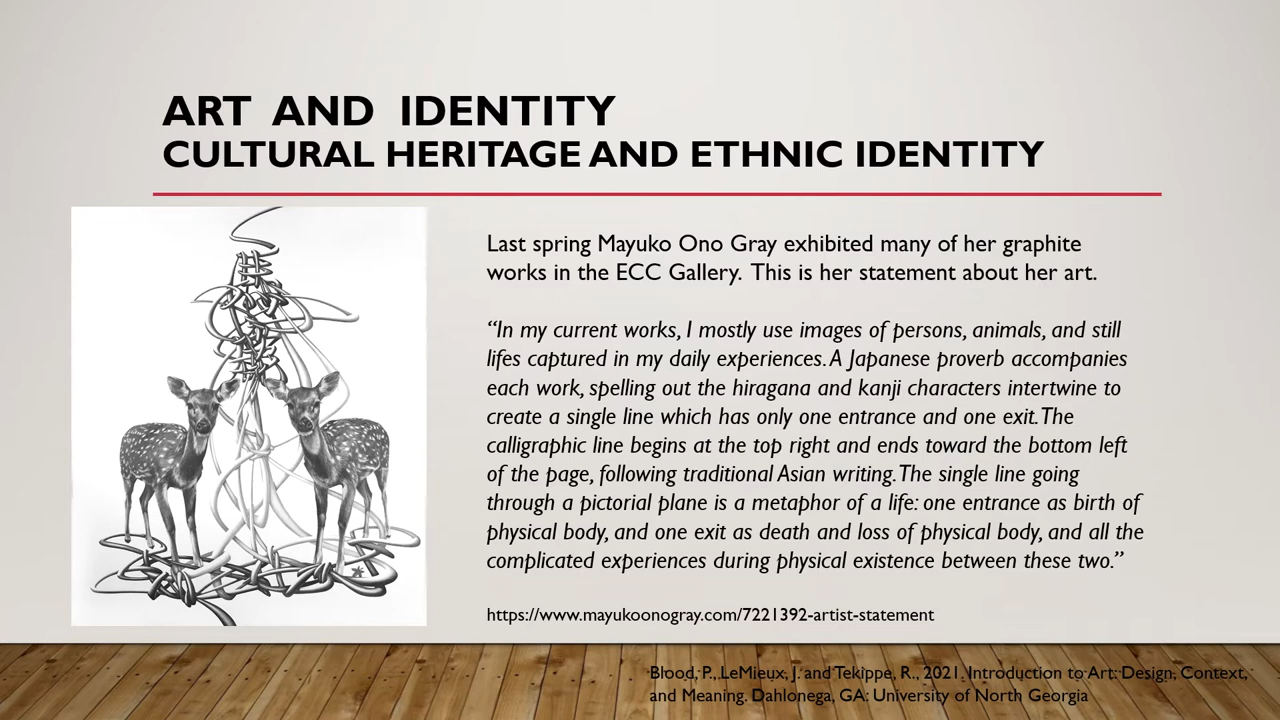 ART AND IDENTITY
CULTURAL HERITAGE AND ETHNIC IDENTITY
Last spring Mayuko Ono Gray exhibited many of her graphite
works in the ECC Gallery. This is her statement about her art.
“In my current works, I mostly use images of persons, animals, and still
lifes captured in my daily experiences. A Japanese proverb accompanies
each work, spelling out the hiragana and kanji characters intertwine to
create a single line which has only one entrance and one exit. The
calligraphic line begins at the top right and ends toward the bottom left
of the page, following traditional Asian writing. The single line going
through a pictorial plane is a metaphor of a life: one entrance as birth of
physical body, and one exit as death and loss of physical body, and all the
complicated experiences during physical existence between these two.”
https://www.mayukoonogray.com/7221392-artist-statement
Blood, P., LeMieux, J. and Tekippe, R., 2021. Introduction to Art: Design, Context,
and Meaning. Dahlonega, GA: University of North Georgia